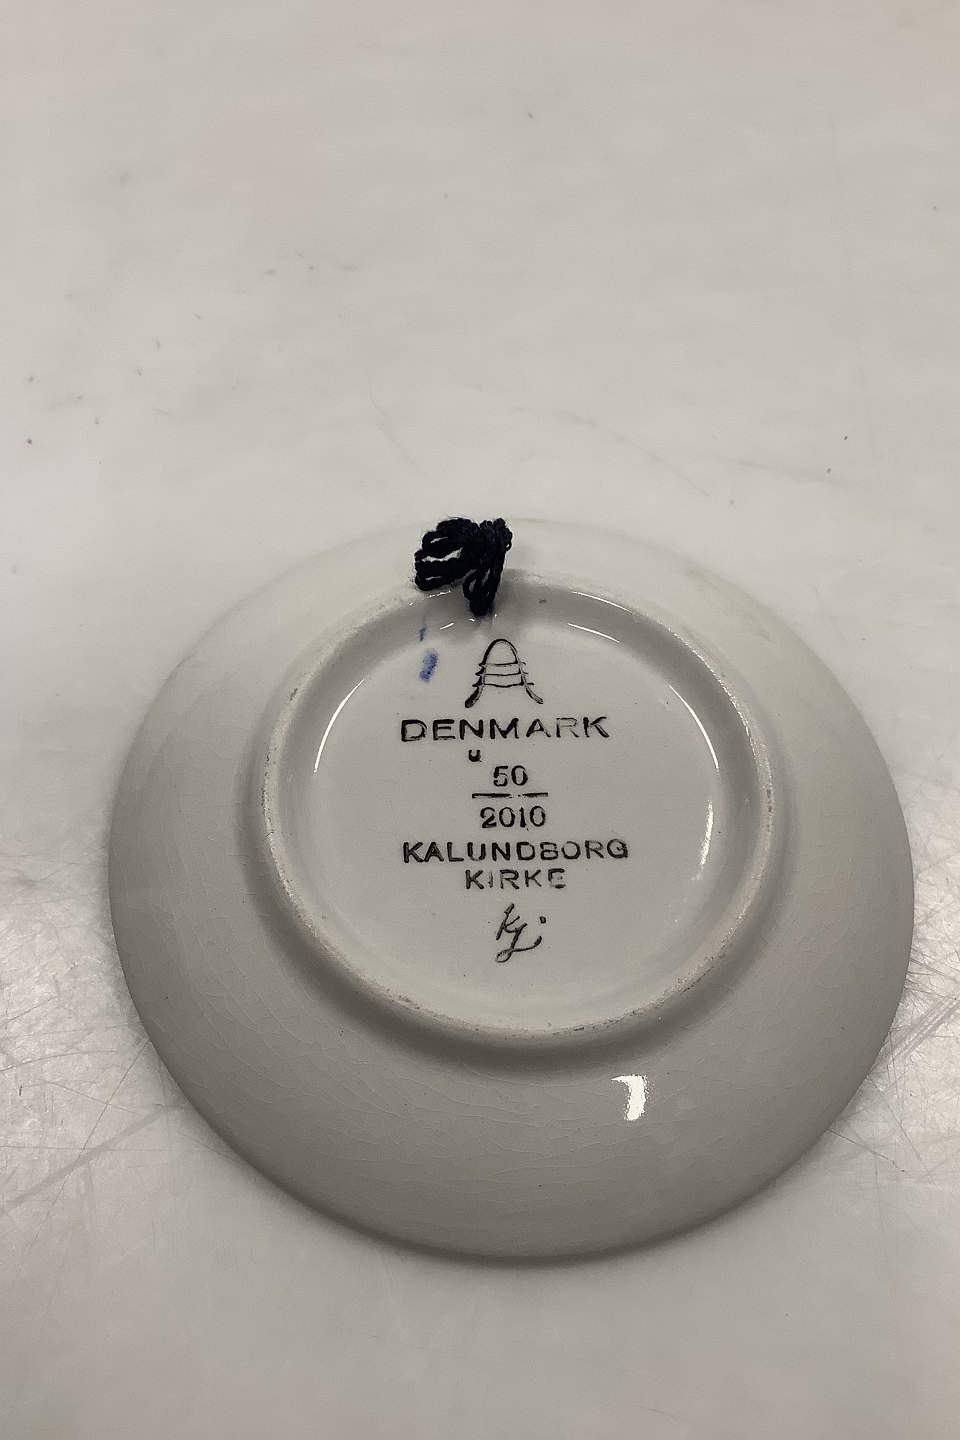 DENMARK
u
50
2010
KALUNDBORG
KIRKE